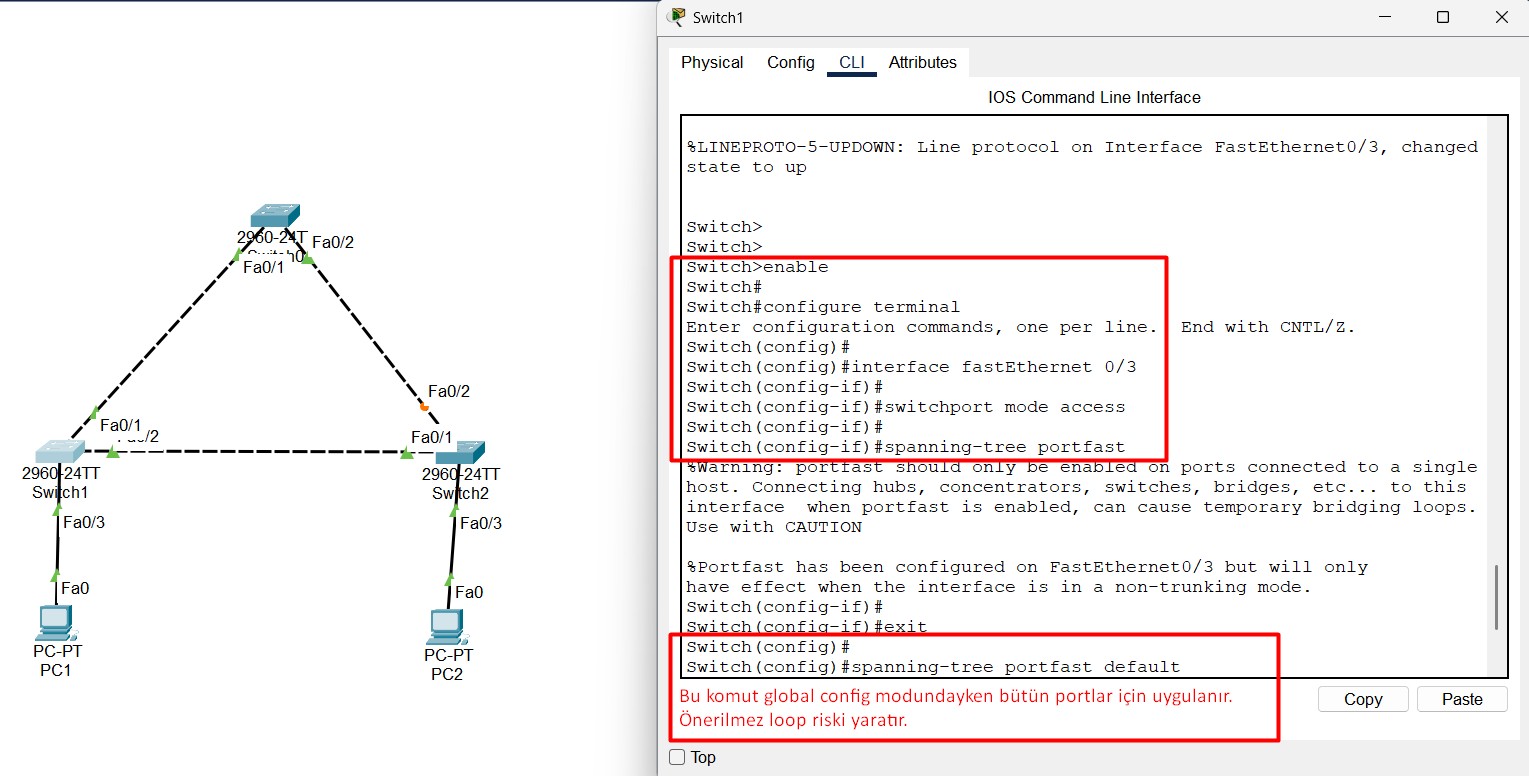 Switch1
Physical Config CLI Attributes
IOS Command Line Interface
%LINEPROTO-5-UPDOWN: Line protocol on Interface FastEthernet0/3, changed
state to up
Switch>
Switch>
Switch>enable
Switch#
Switch#configure terminal
Enter configuration commands, one per line. End with CNTL/Z.
Switch(config)#
Switch(config)#interface fastEthernet 0/3
Switch(config-if)#
Switch(config-if)#switchport mode access
Switch(config-if)#
Switch(config-if)#spanning-tree portfast
%Warning: portfast should only be enabled on ports connected to a single
host. Connecting hubs, concentrators, switches, bridges, etc... to this
interface when portfast is enabled, can cause temporary bridging loops.
Use with CAUTION
%Portfast has been configured on FastEthernet0/3 but will only
have effect when the interface is in a non-trunking mode.
Switch(config-if)#
Switch(config-if)#exit
Switch(config)#
Switch(config)#spanning-tree portfast default
Bu komut global config modundayken bütün portlar için uygulanır.
Önerilmez loop riski yaratır.
Copy Paste
Top
2960-24TT
Switch0
Fa0/2
Fa0/1
Fa0/2
Fa0/1
Fa0/1
2960-24TT
Switch1
2960-24TT
Switch2
Fa0/3
Fa0/3
Fa0
Fa0
PC-PT
PC1
PC-PT
PC2